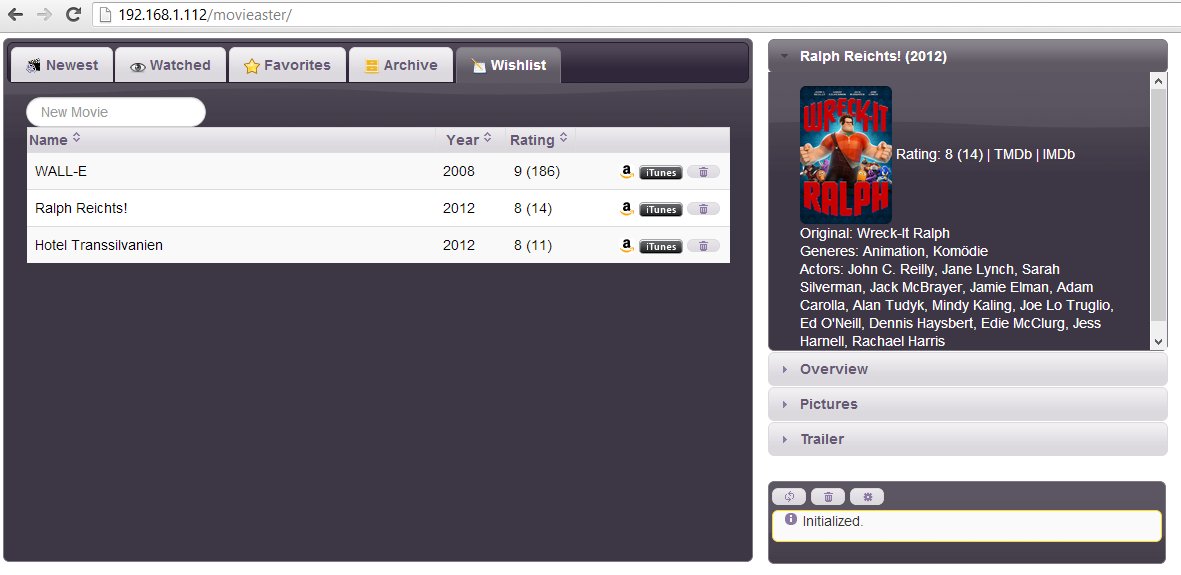 192.168.1.112/movieaster/
Newest Watched Favorites Archive Wishlist
New Movie
Name Year Rating
WALL-E 2008 9 (186) a iTunes
Ralph Reichts! 2012 8 (14) a iTunes
Hotel Transsilvanien 2012 8 (11) a iTunes
Ralph Reichts! (2012)
WRECK-IT
RALPH
Rating: 8 (14) | TMDb | IMDb
Original: Wreck-It Ralph
Generes: Animation, Komödie
Actors: John C. Reilly, Jane Lynch, Sarah
Silverman, Jack McBrayer, Jamie Elman, Adam
Carolla, Alan Tudyk, Mindy Kaling, Joe Lo Truglio,
Ed O'Neill, Dennis Haysbert, Edie McClurg, Jess
Harnell, Rachael Harris
Overview
Pictures
Trailer
Initialized.